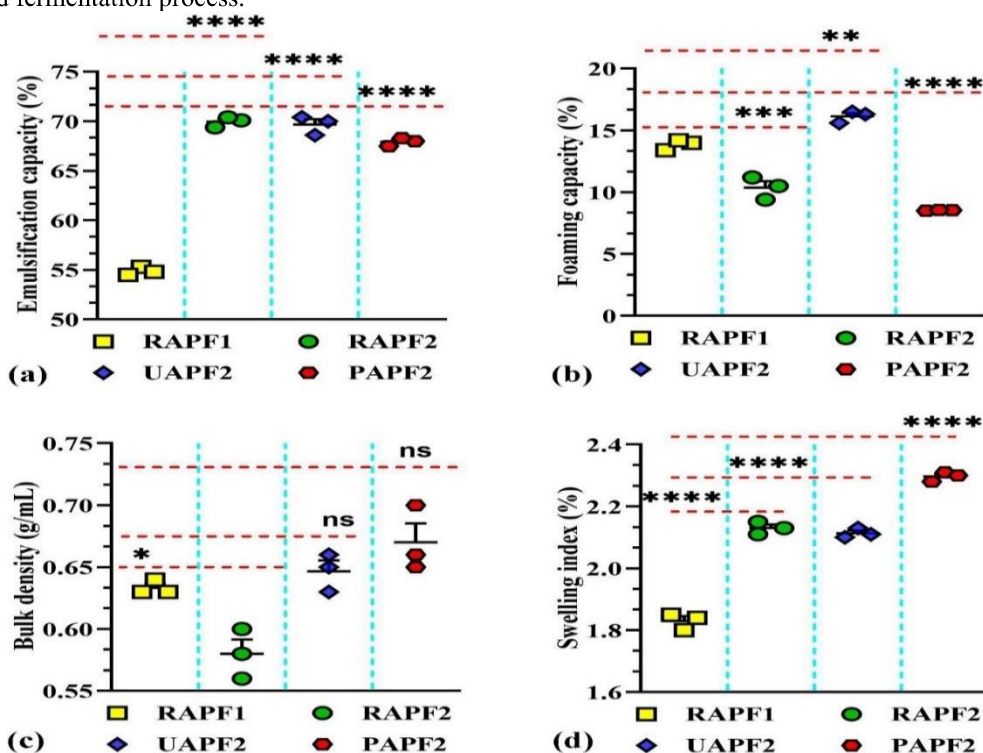 d fermentation process.
****
****
****
Emulsification capacity (%)
75
70
65
60
55
50
RAPF1
RAPF2
UAPF2
PAPF2
(a)
**
****
***
Foaming capacity (%)
20
15
10
5
0
RAPF1
RAPF2
UAPF2
PAPF2
(b)
ns
ns
*
Bulk density (g/mL)
0.75
0.70
0.65
0.60
0.55
RAPF1
RAPF2
UAPF2
PAPF2
(c)
****
****
****
Swelling index (%)
2.4
2.2
2.0
1.8
1.6
RAPF1
RAPF2
UAPF2
PAPF2
(d)